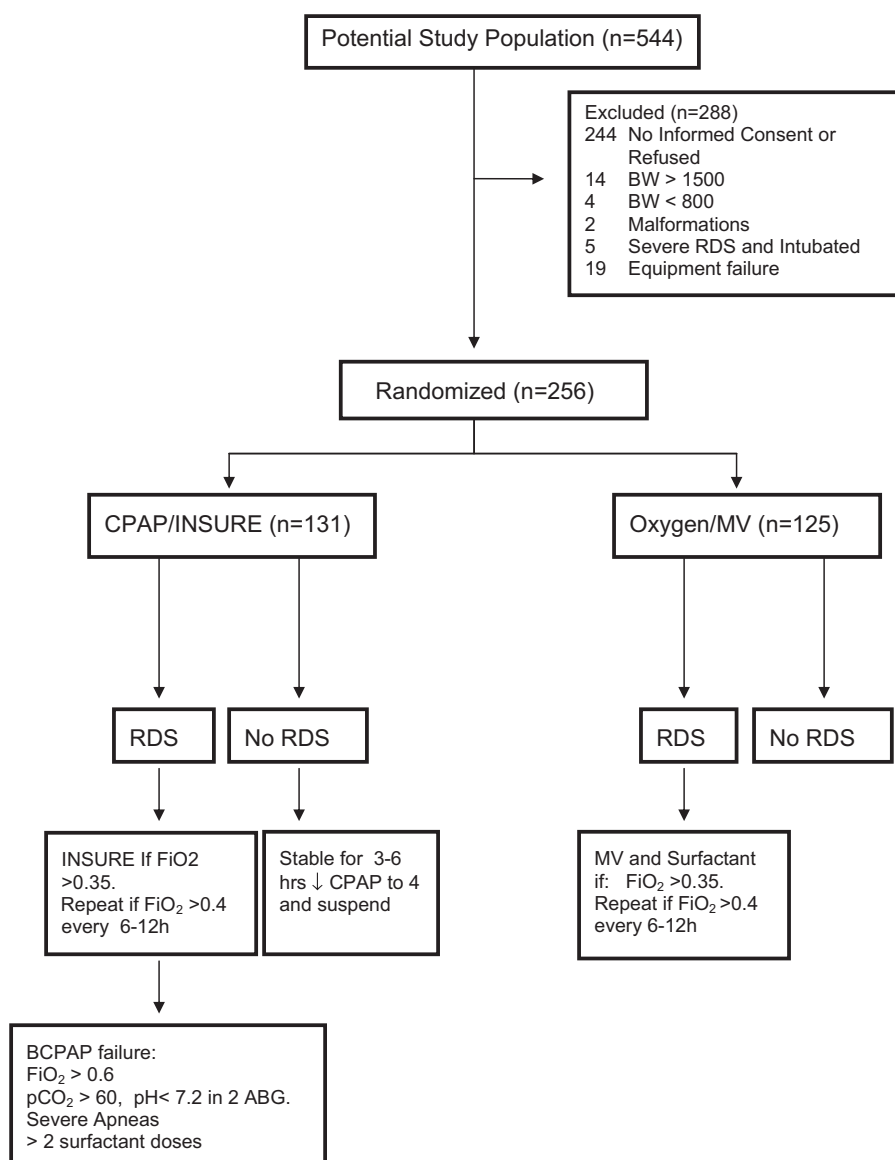 Potential Study Population (n=544)
Excluded (n=288)
244 No Informed Consent or
Refused
14 BW > 1500
4 BW < 800
2 Malformations
5 Severe RDS and Intubated
19 Equipment failure
Randomized (n=256)
CPAP/INSURE (n=131)
Oxygen/MV (n=125)
RDS
No RDS
RDS
No RDS
INSURE If FiO2
>0.35.
Repeat if FiO₂ >0.4
every 6-12h
Stable for 3-6
hrs ↓ CPAP to 4
and suspend
MV and Surfactant
if: FiO₂ >0.35.
Repeat if FiO₂ >0.4
every 6-12h
BCPAP failure:
FiO₂ > 0.6
pCO₂ > 60, pH< 7.2 in 2 ABG.
Severe Apneas
> 2 surfactant doses